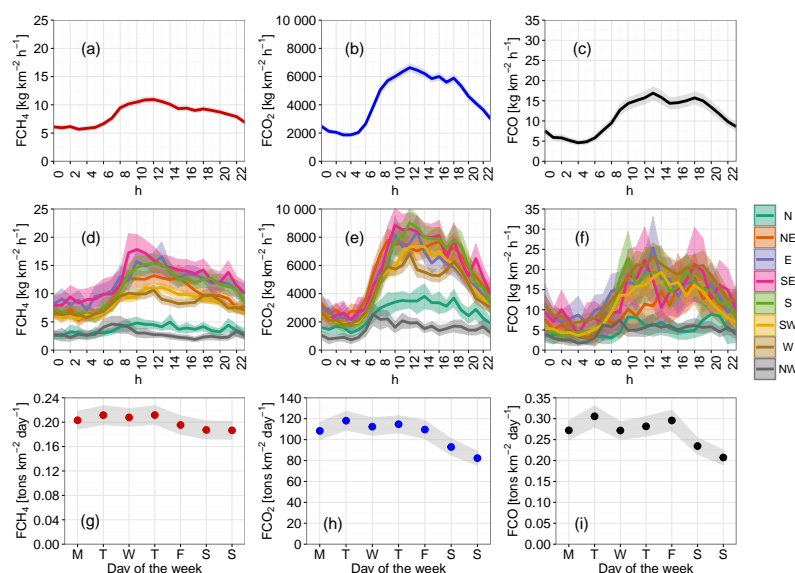 (a)
FCH4 [kg km−2 h−1]
0 5 10 15 20 25
0 2 4 6 8 10 12 14 16 18 20 22
h
(b)
FCO2 [kg km−2 h−1]
0 2000 4000 6000 8000 10 000
0 2 4 6 8 10 12 14 16 18 20 22
h
(c)
FCO [kg km−2 h−1]
0 5 10 15 20 25 30 35
0 2 4 6 8 10 12 14 16 18 20 22
h
(d)
FCH4 [kg km−2 h−1]
0 5 10 15 20 25
0 2 4 6 8 10 12 14 16 18 20 22
h
(e)
FCO2 [kg km−2 h−1]
0 2000 4000 6000 8000 10 000
0 2 4 6 8 10 12 14 16 18 20 22
h
(f)
FCO [kg km−2 h−1]
0 5 10 15 20 25 30 35
0 2 4 6 8 10 12 14 16 18 20 22
h
N
NE
E
SE
S
SW
W
NW
(g)
FCH4 [tons km−2 day−1]
0.00 0.04 0.08 0.12 0.16 0.20 0.24
M T W T F S S
Day of the week
(h)
FCO2 [tons km−2 day−1]
0 20 40 60 80 100 120 140
M T W T F S S
Day of the week
(i)
FCO [tons km−2 day−1]
0.00 0.05 0.10 0.15 0.20 0.25 0.30 0.35
M T W T F S S
Day of the week